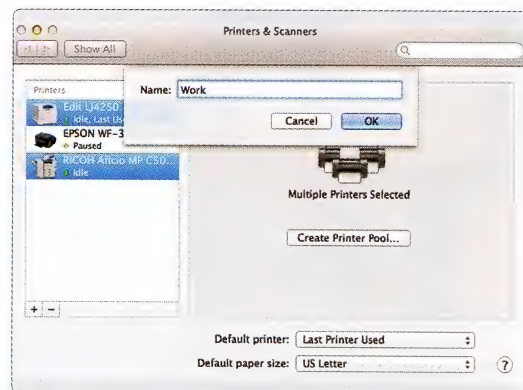 Printers & Scanners
Show All
Printers
Name: Work
Edit LJ4250
Idle, Last Us
Cancel OK
EPSON WF-3
Paused
RICOH Aficio MP C50...
Idle
Multiple Printers Selected
Create Printer Pool...
+ -
Default printer: Last Printer Used
Default paper size: US Letter
?